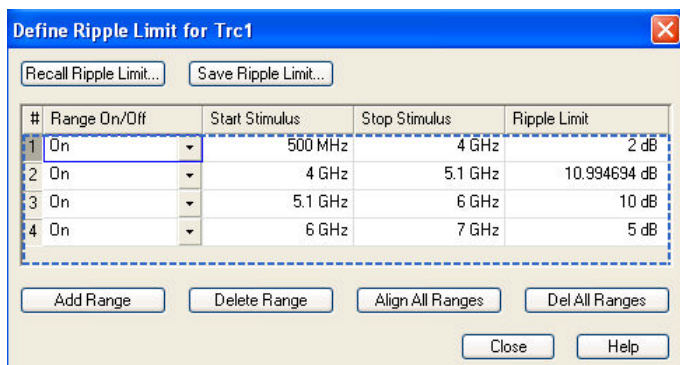 Define Ripple Limit for Trc1
Recall Ripple Limit... Save Ripple Limit...
# Range On/Off Start Stimulus Stop Stimulus Ripple Limit
1 On 500 MHz 4 GHz 2 dB
2 On 4 GHz 5.1 GHz 10.994694 dB
3 On 5.1 GHz 6 GHz 10 dB
4 On 6 GHz 7 GHz 5 dB
Add Range Delete Range Align All Ranges Del All Ranges
Close Help